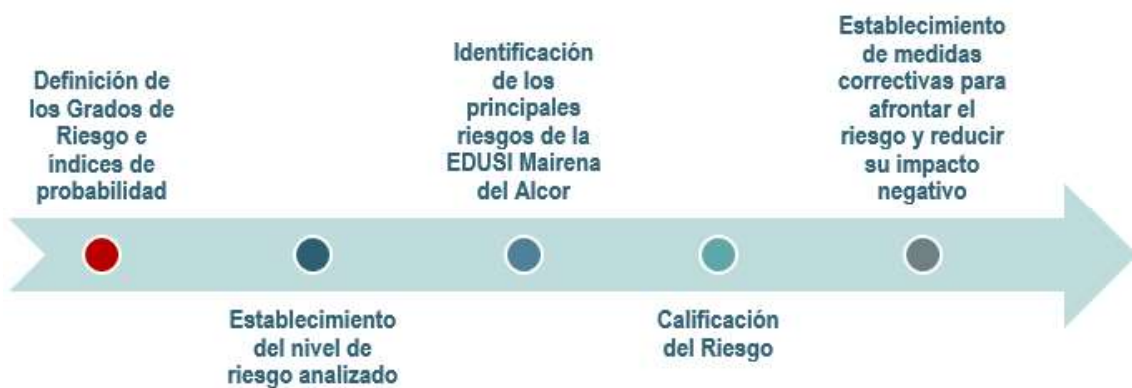 Definición de
los Grados de
Riesgo e
índices de
probabilidad
Establecimiento
del nivel de
riesgo analizado
Identificación
de los
principales
riesgos de la
EDUSI Mairena
del Alcor
Calificación
del Riesgo
Establecimiento
de medidas
correctivas para
afrontar el
riesgo y reducir
su impacto
negativo